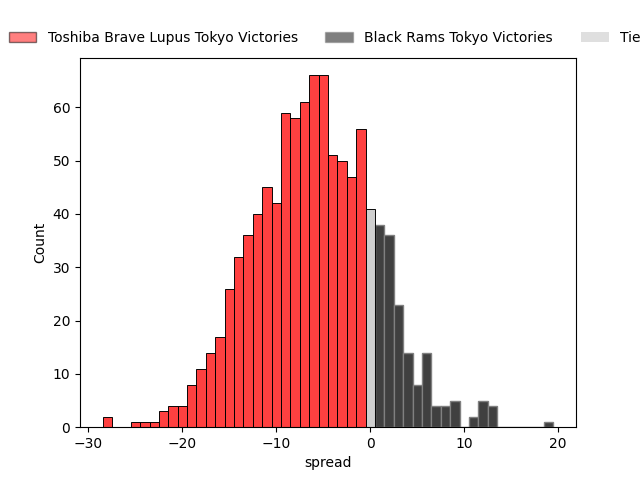 Toshiba Brave Lupus Tokyo Victories Black Rams Tokyo Victories Tie
60
50
40
30
20
10
0
Count
−30 −20 −10 0 10 20
spread